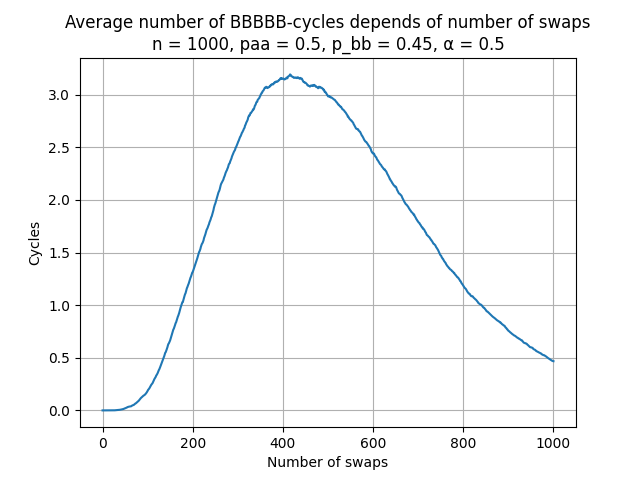 Average number of BBBBB-cycles depends of number of swaps
n = 1000, paa = 0.5, p_bb = 0.45, α = 0.5
3.0
2.5
2.0
1.5
1.0
0.5
0.0
Cycles
0 200 400 600 800 1000
Number of swaps